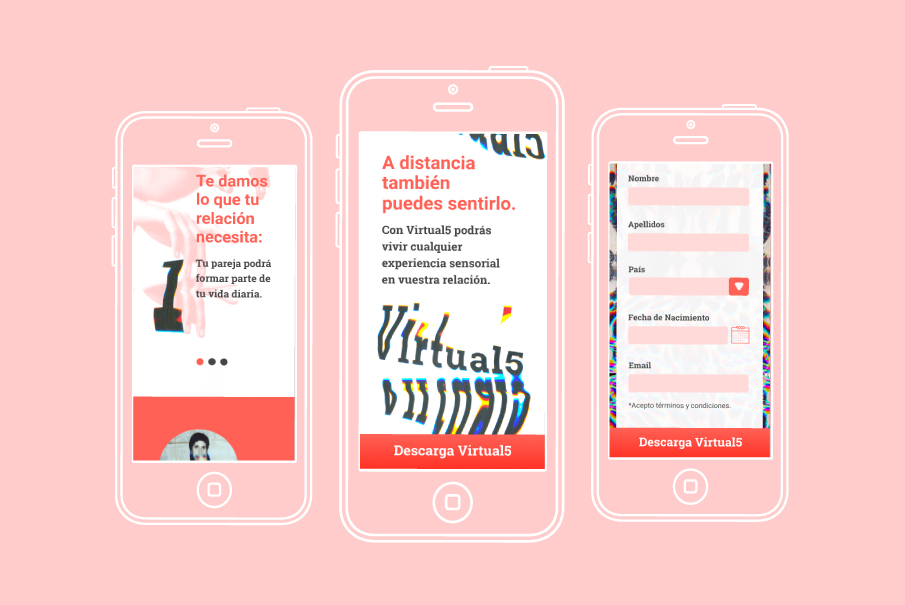 Te damos
lo que tu
relación
necesita:
1
Tu pareja podrá
formar parte de
tu vida diaria.
A distancia
también
puedes sentirlo.
Con Virtual5 podrás
vivir cualquier
experiencia sensorial
en vuestra relación.
Virtual5
Descarga Virtual5
Nombre
Apellidos
País
Fecha de Nacimiento
Email
*Acepto términos y condiciones.
Descarga Virtual5